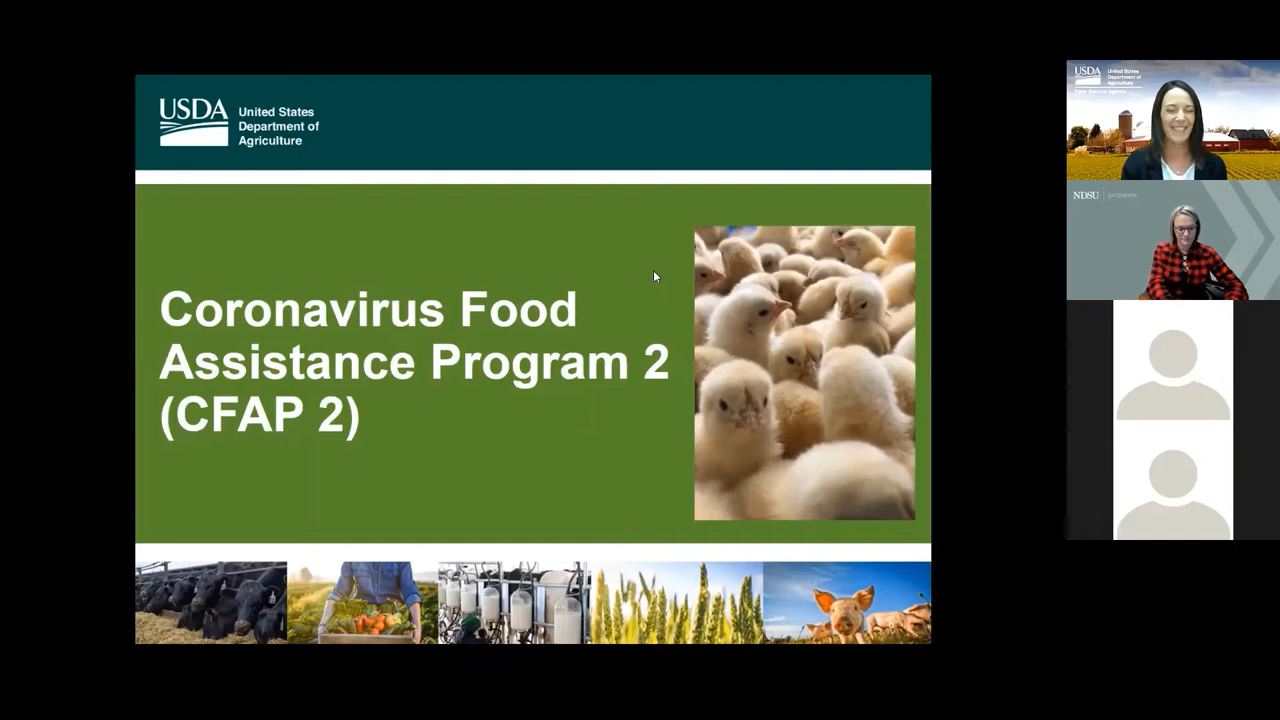 USDA
United States
Department of
Agriculture
Coronavirus Food
Assistance Program 2
(CFAP 2)
USDA
United States
Department of
Agriculture
Farm Service Agency
NDSU
EXTENSION